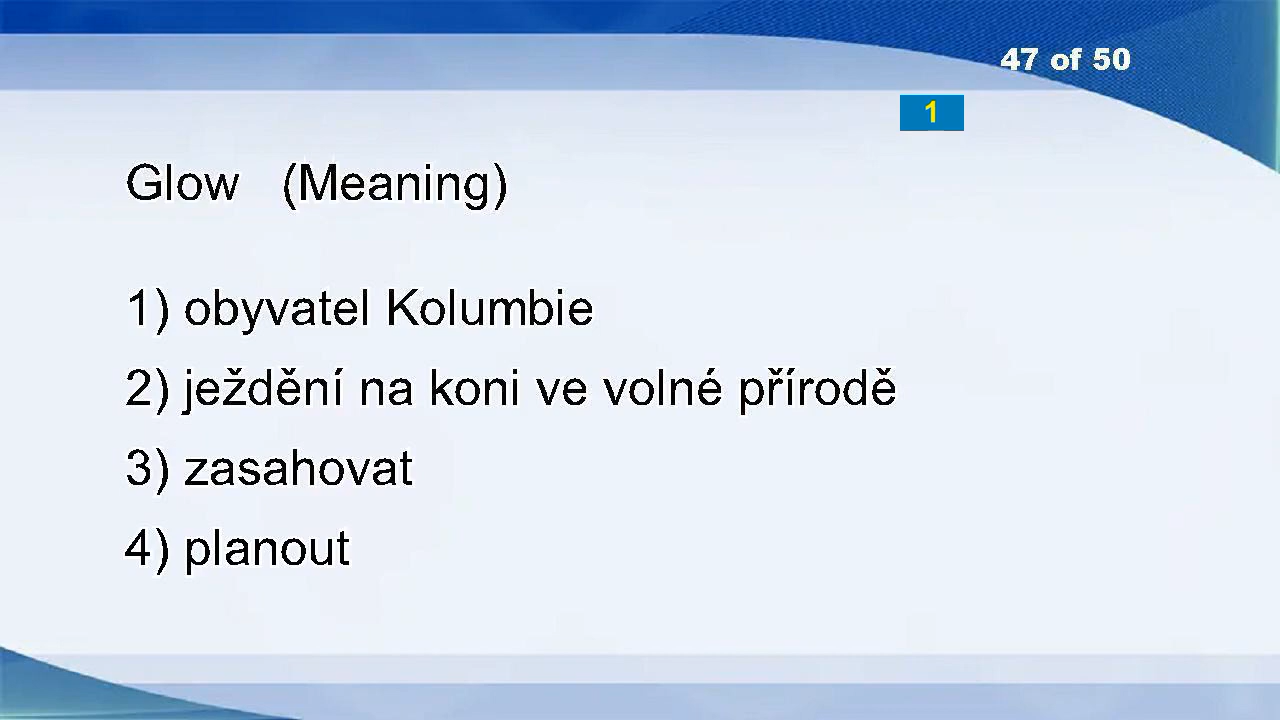 47 of 50
1
Glow (Meaning)
1) obyvatel Kolumbie
2) ježdění na koni ve volné přírodě
3) zasahovat
4) planout